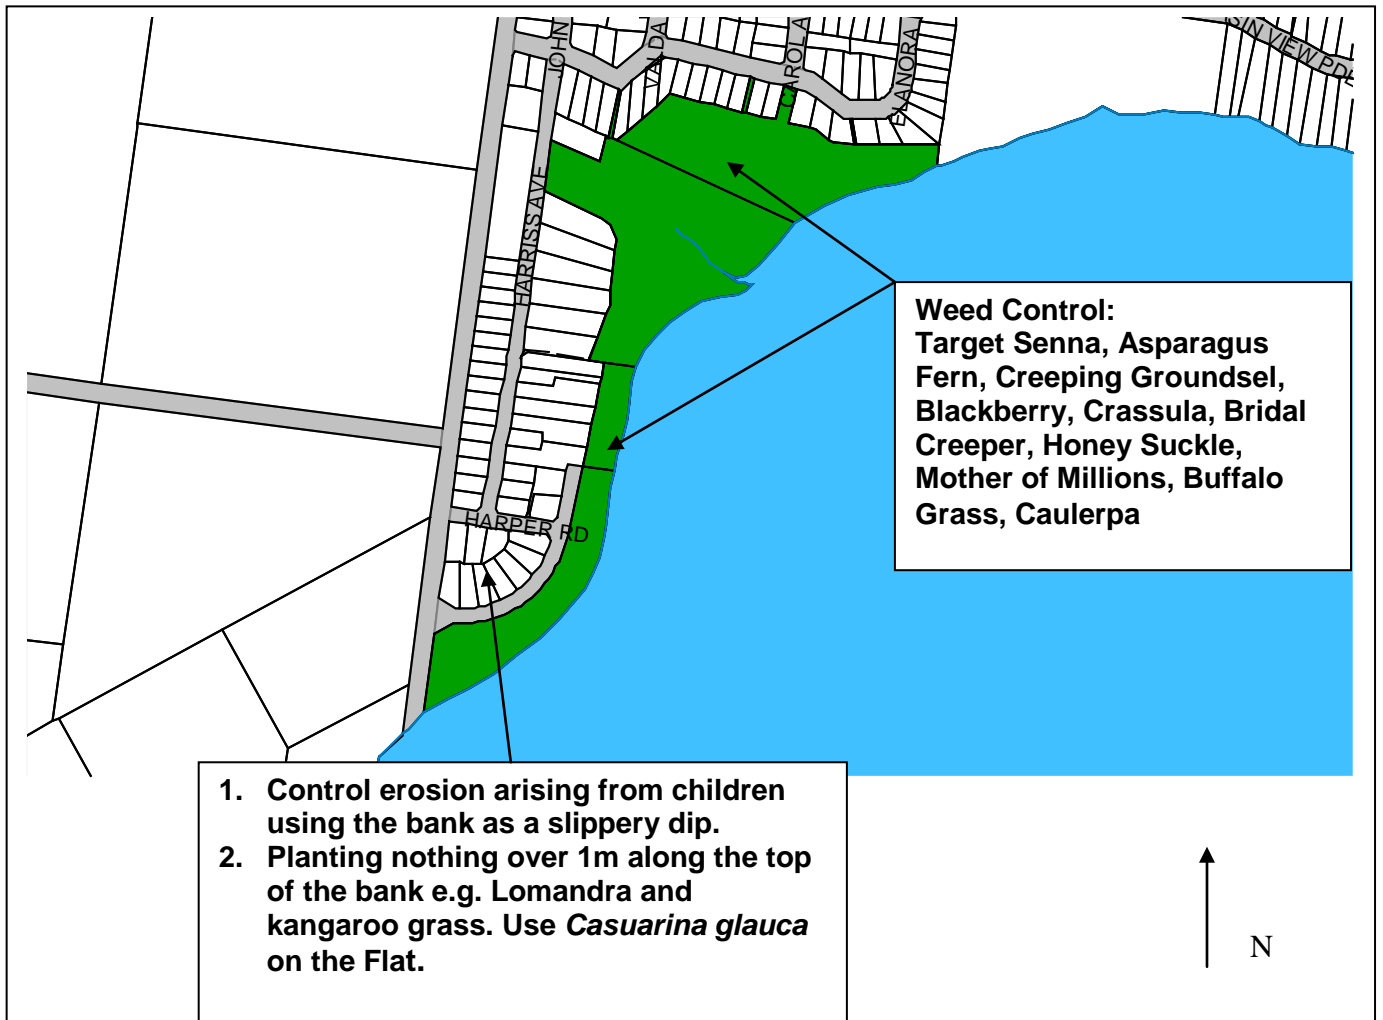 JOHN
CAROLA
ELANORA
SIN VIEW PD
HARRIS AVE
Weed Control:
Target Senna, Asparagus
Fern, Creeping Groundsel,
Blackberry, Crassula, Bridal
Creeper, Honey Suckle,
Mother of Millions, Buffalo
Grass, Caulerpa
HARPER RD
1. Control erosion arising from children
using the bank as a slippery dip.
2. Planting nothing over 1m along the top
of the bank e.g. Lomandra and
kangaroo grass. Use Casuarina glauca
on the Flat.
N